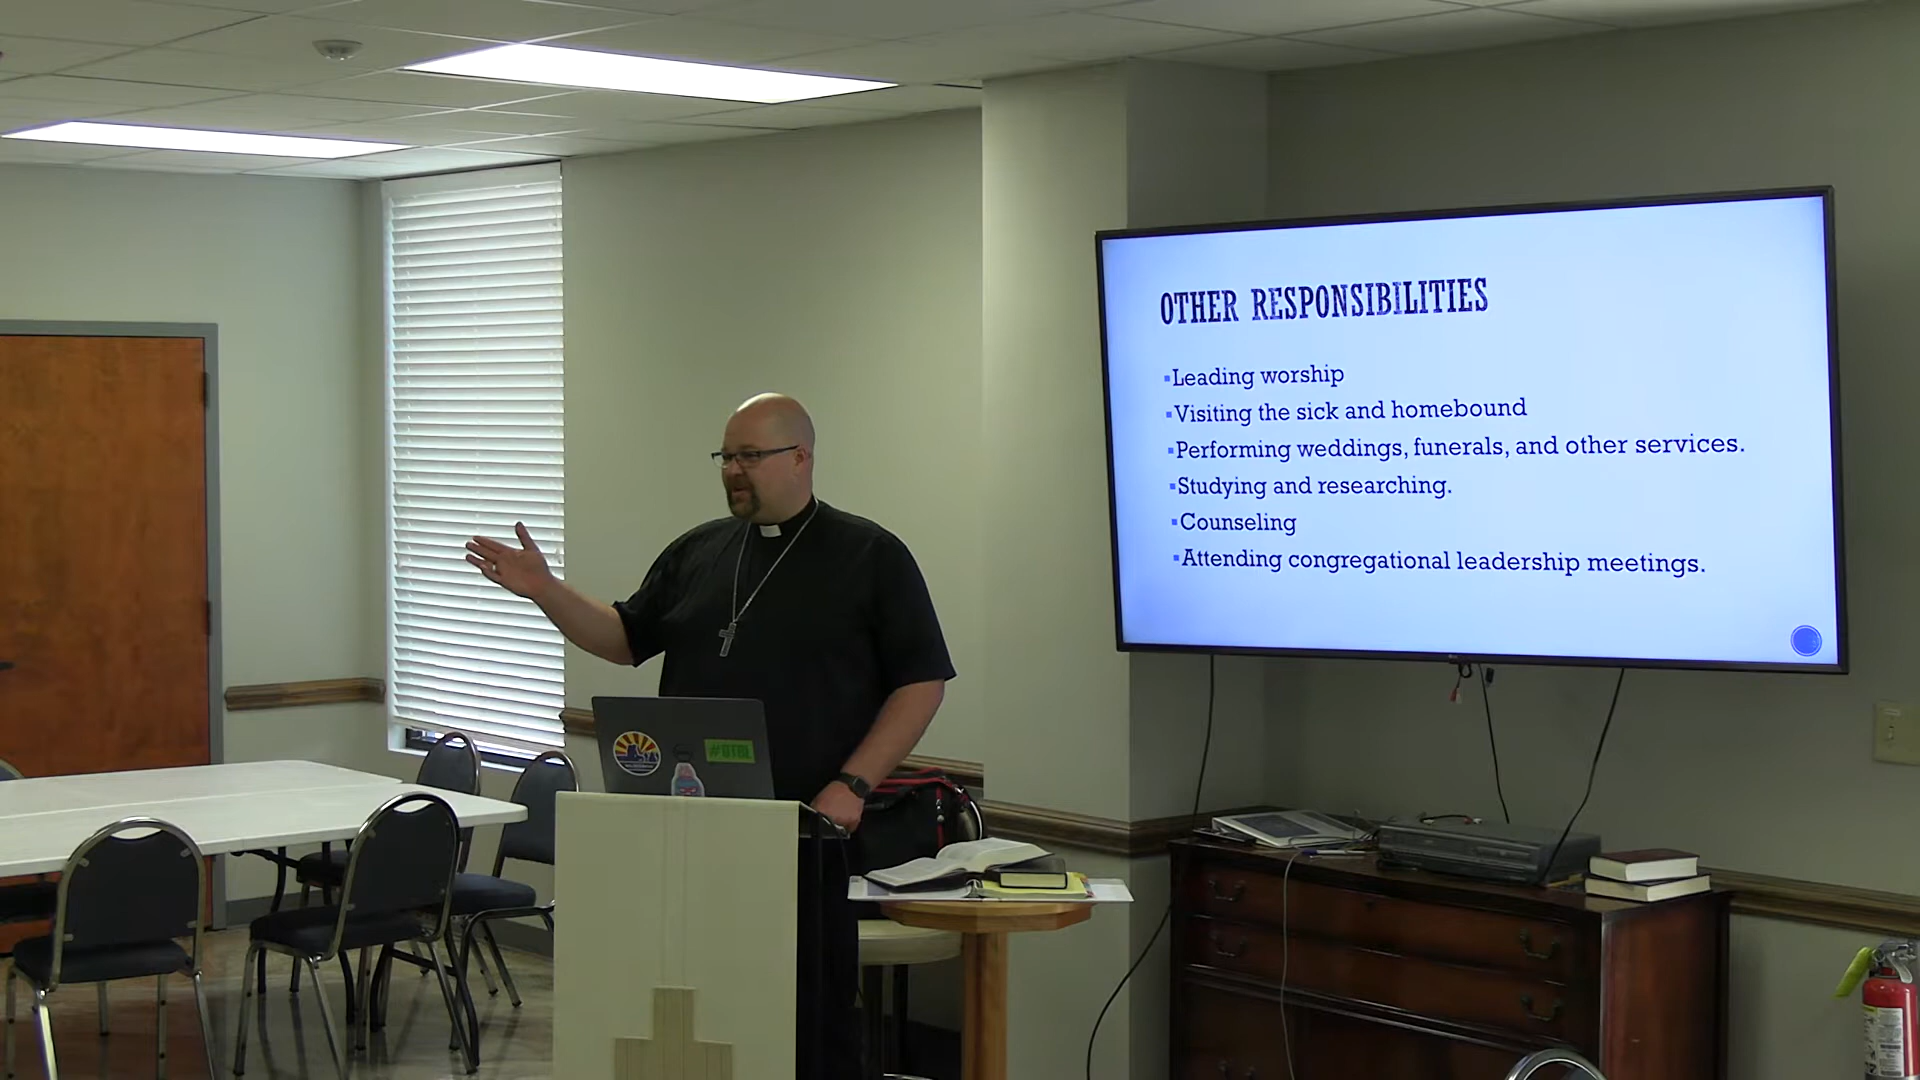 OTHER RESPONSIBILITIES
▪Leading worship
▪Visiting the sick and homebound
▪Performing weddings, funerals, and other services.
▪Studying and researching.
▪Counseling
▪Attending congregational leadership meetings.